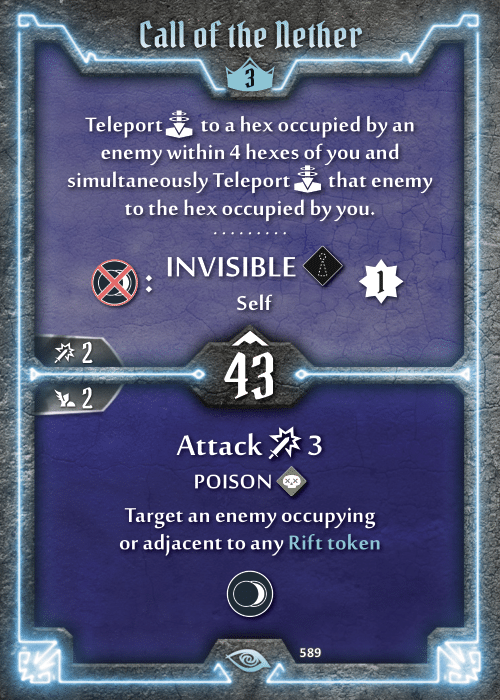 Call of the Nether
3
Teleport to a hex occupied by an
enemy within 4 hexes of you and
simultaneously Teleport that enemy
to the hex occupied by you.
.........
: INVISIBLE 1
Self
2
43
2
Attack 3
POISON
Target an enemy occupying
or adjacent to any Rift token
589